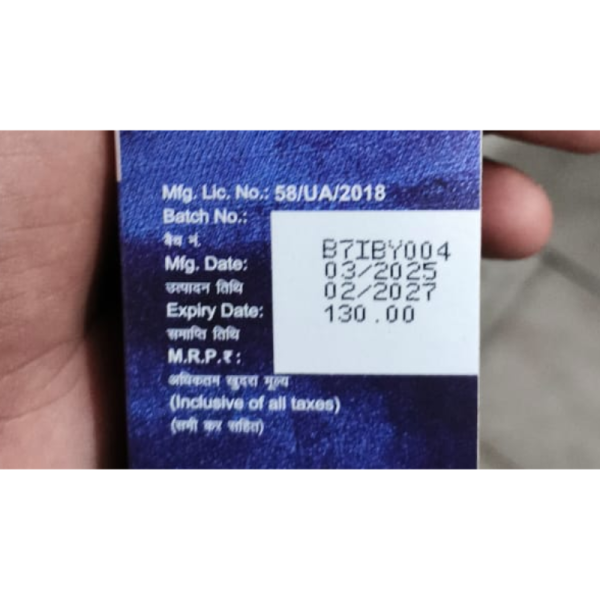 Mfg. Lic. No.: 58/UA/2018
Batch No.:
बैच नं.
B7IBY004
Mfg. Date:
03/2025
उत्पादन तिथि
02/2027
Expiry Date:
130.00
समाप्ति तिथि
M.R.P.₹:
अधिकतम खुदरा मूल्य
(Inclusive of all taxes)
(सभी कर सहित)